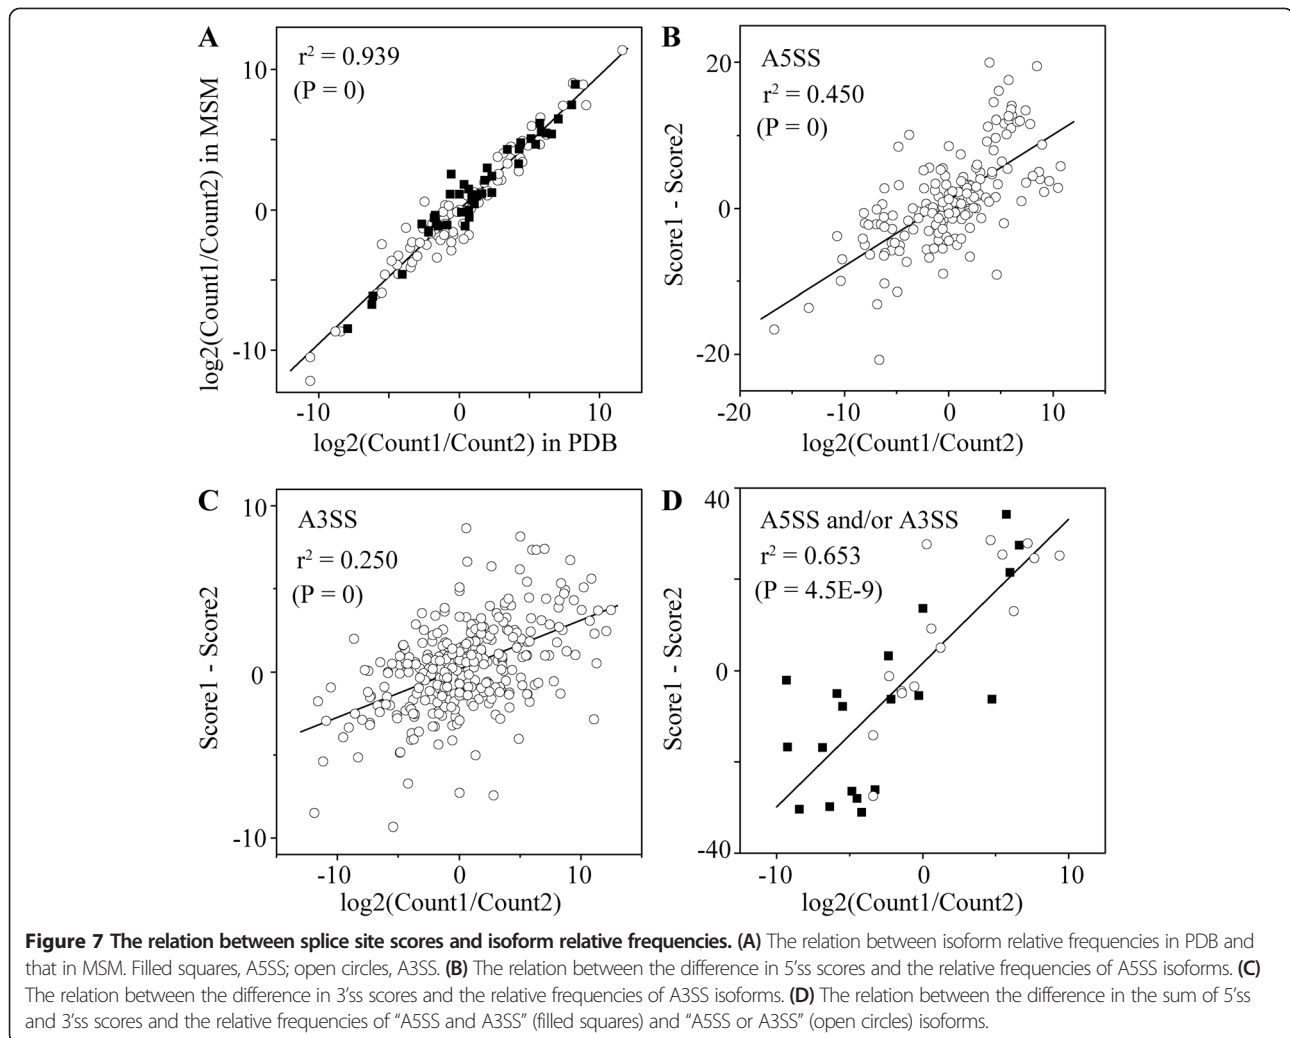 A
r² = 0.939
(P = 0)
10
0
-10
log2(Count1/Count2) in MSM
-10 0 10
log2(Count1/Count2) in PDB
B
A5SS
r² = 0.450
(P = 0)
20
0
-20
Score1 - Score2
-20 -10 0 10
log2(Count1/Count2)
C
A3SS
r² = 0.250
(P = 0)
10
0
-10
Score1 - Score2
-10 0 10
log2(Count1/Count2)
D
A5SS and/or A3SS
r² = 0.653
(P = 4.5E-9)
40
0
-40
Score1 - Score2
-10 0 10
log2(Count1/Count2)
Figure 7 The relation between splice site scores and isoform relative frequencies. (A) The relation between isoform relative frequencies in PDB and
that in MSM. Filled squares, A5SS; open circles, A3SS. (B) The relation between the difference in 5’ss scores and the relative frequencies of A5SS isoforms. (C)
The relation between the difference in 3’ss scores and the relative frequencies of A3SS isoforms. (D) The relation between the difference in the sum of 5’ss
and 3’ss scores and the relative frequencies of “A5SS and A3SS” (filled squares) and “A5SS or A3SS” (open circles) isoforms.